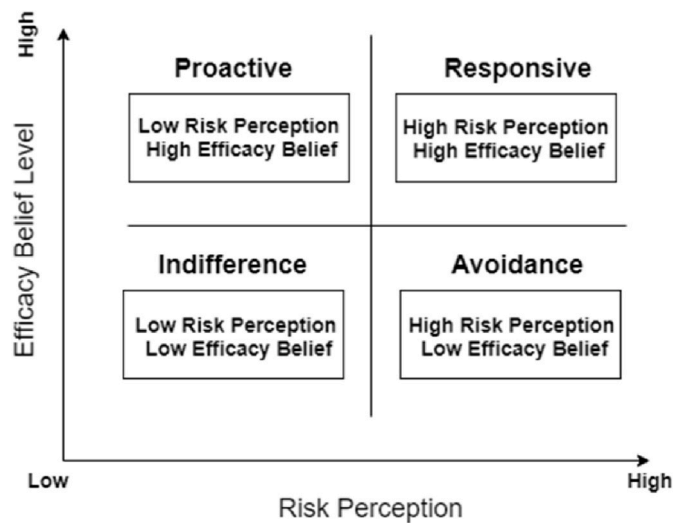 High
Efficacy Belief Level
Proactive
Low Risk Perception
High Efficacy Belief
Responsive
High Risk Perception
High Efficacy Belief
Indifference
Low Risk Perception
Low Efficacy Belief
Avoidance
High Risk Perception
Low Efficacy Belief
Low
High
Risk Perception